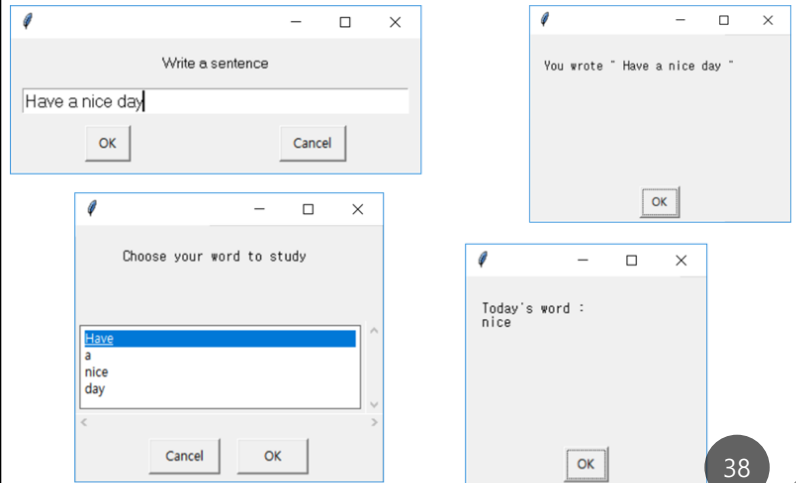 Write a sentence
Have a nice day
OK Cancel
You wrote " Have a nice day "
OK
Choose your word to study
Have
a
nice
day
Cancel OK
Today's word :
nice
OK
38